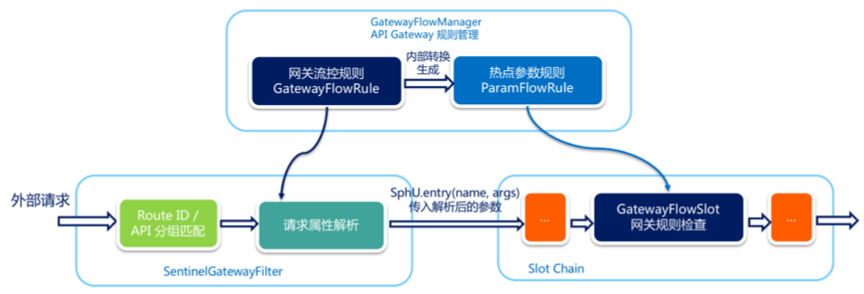 GatewayFlowManager
API Gateway 规则管理
网关流控规则
GatewayFlowRule
内部转换
生成
热点参数规则
ParamFlowRule
外部请求
Route ID /
API 分组匹配
请求属性解析
SentinelGatewayFilter
SphU.entry(name, args)
传入解析后的参数
...
GatewayFlowSlot
网关规则检查
...
Slot Chain